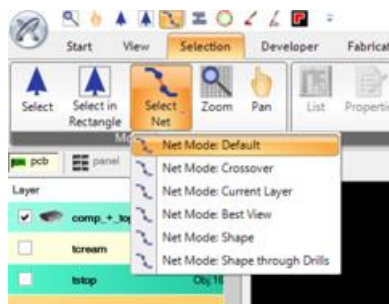 Start View Selection Developer Fabricat
Select Select in Rectangle Select Net Zoom Pan List Properti
Mo
Net Mode: Default
pcb panel
Net Mode: Crossover
Layer
Net Mode: Current Layer
comp_+_to
Net Mode: Best View
tcream
Net Mode: Shape
tstop Obj:16
Net Mode: Shape through Drills